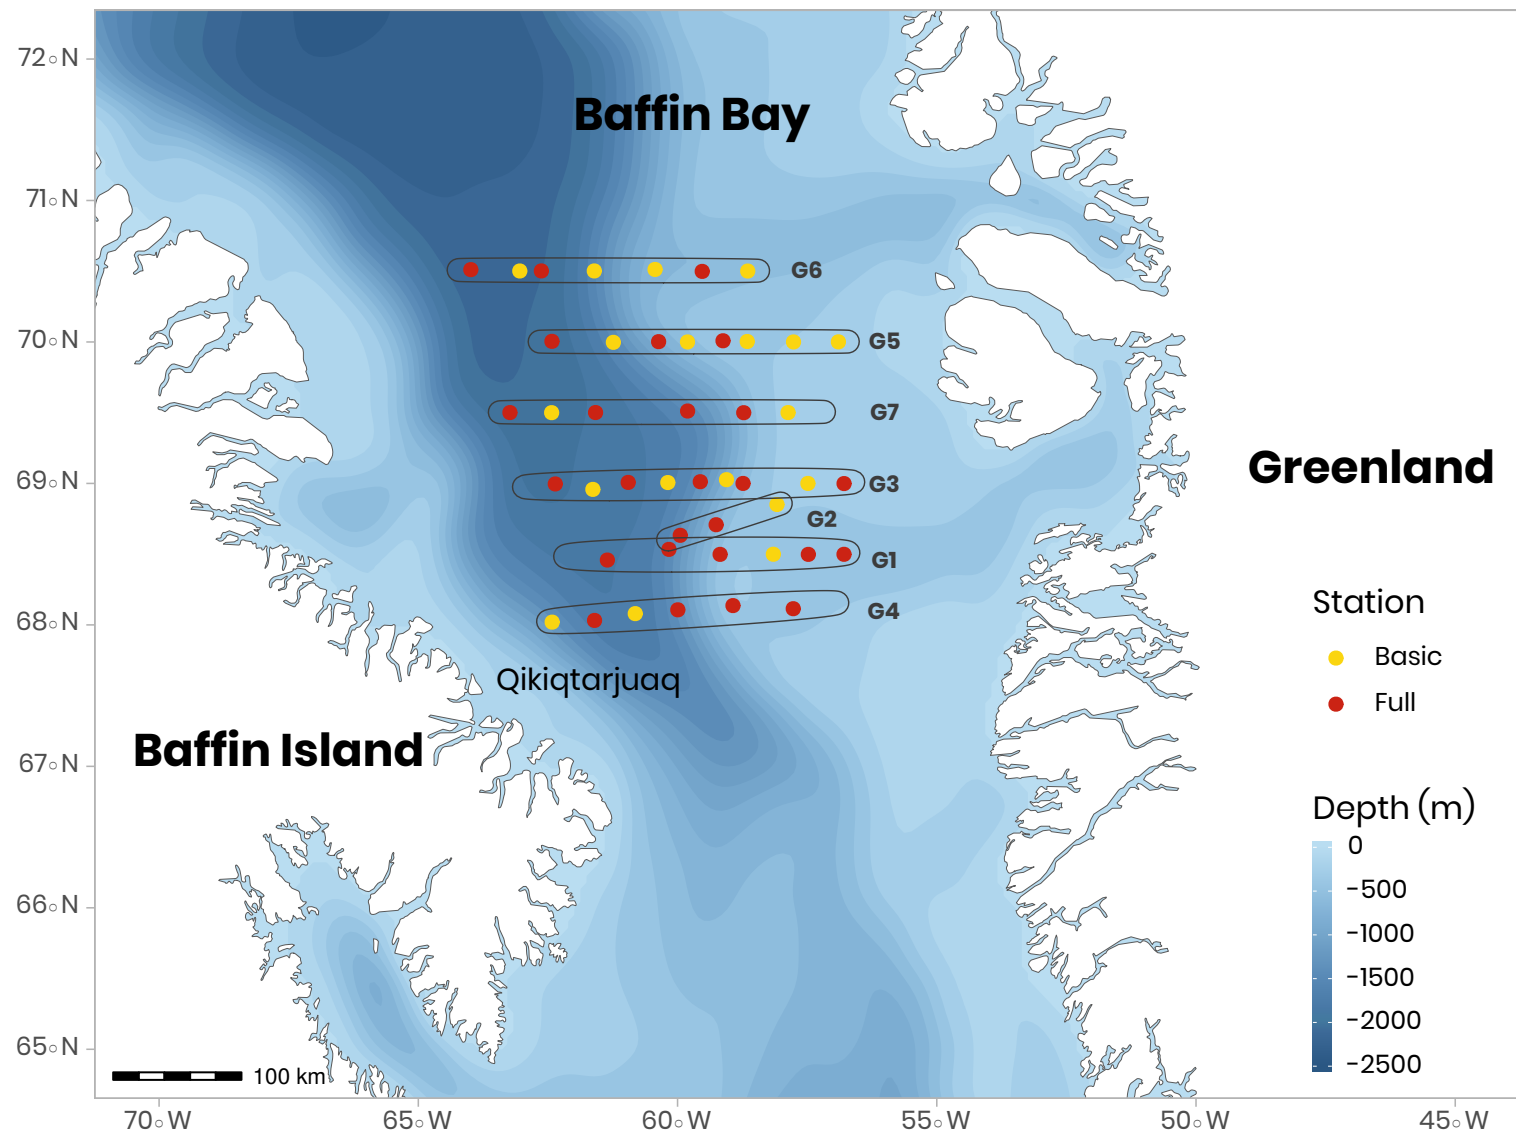 72°N
Baffin Bay
71°N
G6
70°N
G5
G7
69°N
G3
Greenland
G2
G1
Station
68°N
G4
Basic
Qikiqtarjuaq
Full
Baffin Island
67°N
Depth (m)
0
-500
66°N
-1000
-1500
-2000
65°N
-2500
100 km
70°W
65°W
60°W
55°W
50°W
45°W